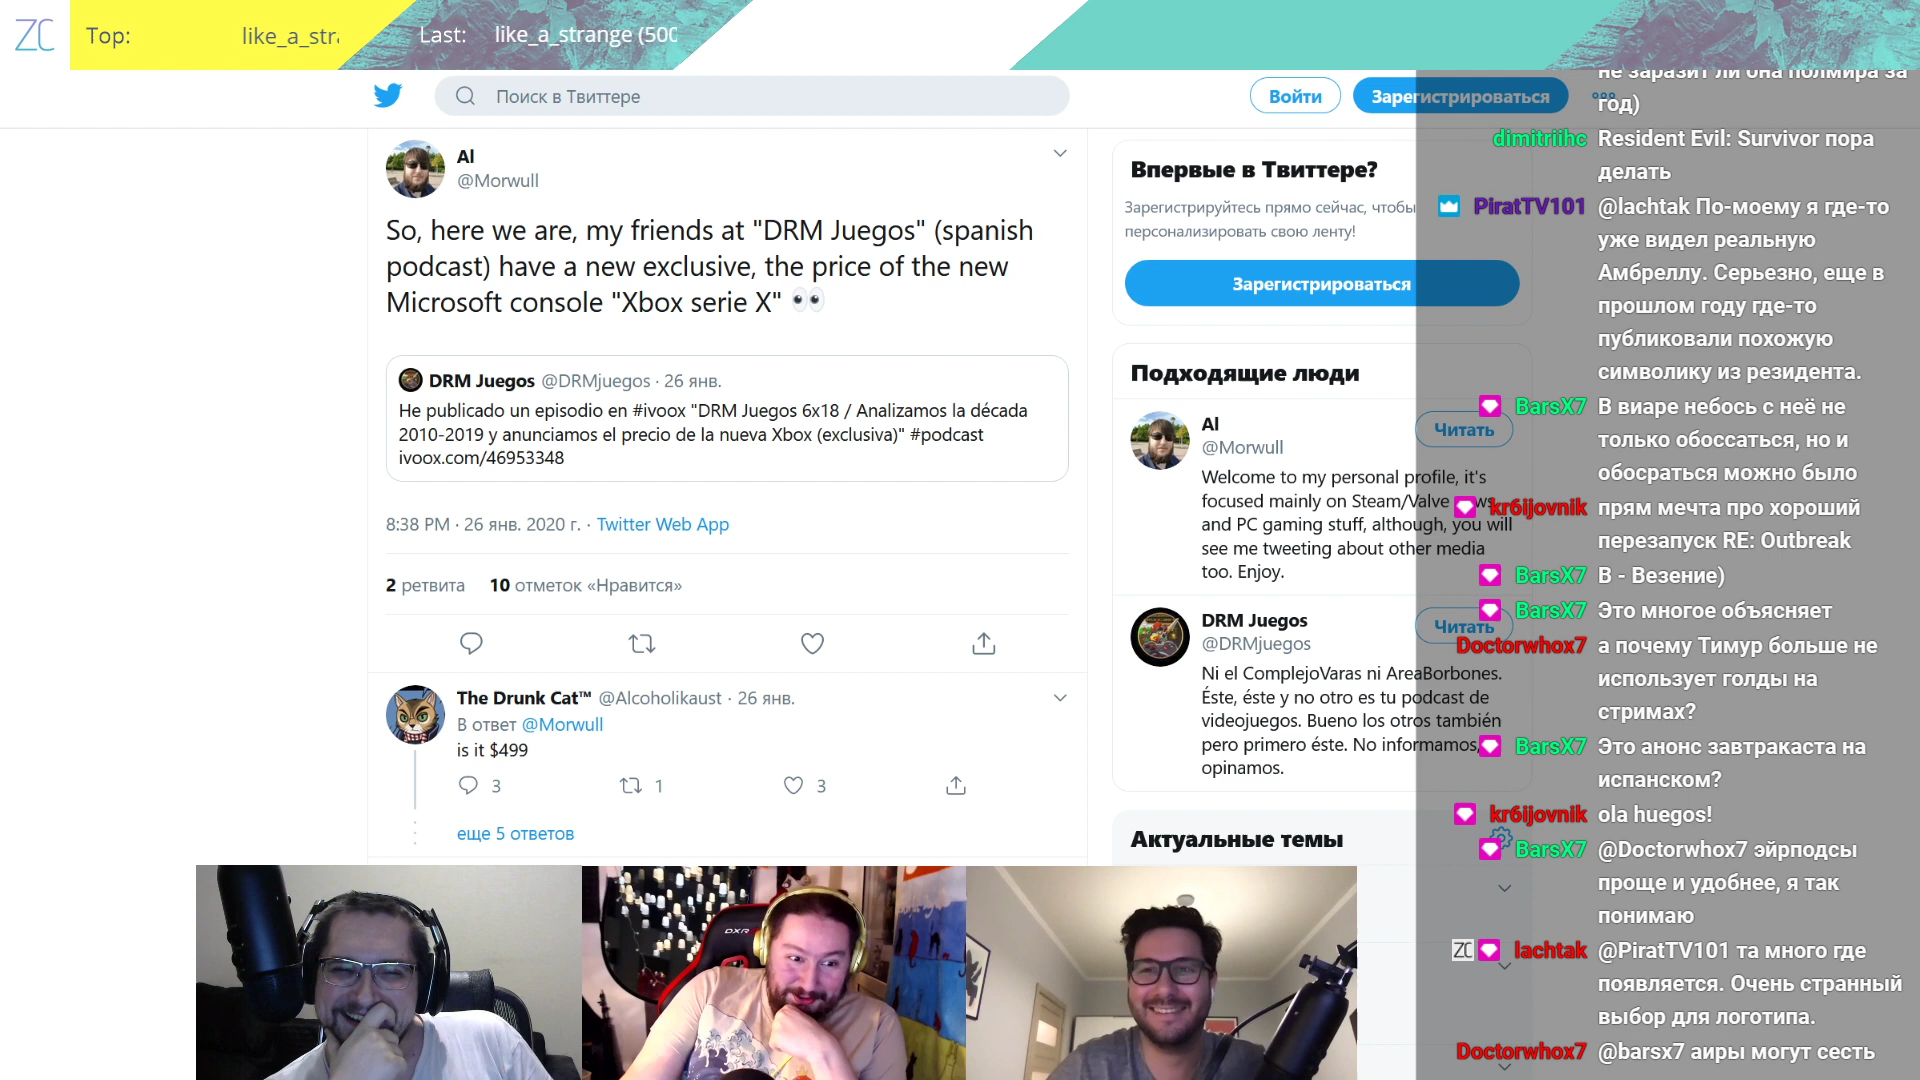 ZC
Top:
like_a_stra
Last:
like_a_strange (500
Поиск в Твиттере
Войти
Зарегистрироваться
Al
@Morwull
So, here we are, my friends at "DRM Juegos" (spanish
podcast) have a new exclusive, the price of the new
Microsoft console "Xbox serie X" 👀
DRM Juegos @DRMjuegos · 26 янв.
He publicado un episodio en #ivoox "DRM Juegos 6x18 / Analizamos la década
2010-2019 y anunciamos el precio de la nueva Xbox (exclusiva)" #podcast
ivoox.com/46953348
8:38 PM · 26 янв. 2020 г. · Twitter Web App
2 ретвита 10 отметок «Нравится»
The Drunk Cat™ @Alcoholikaust · 26 янв.
В ответ @Morwull
is it $499
3 1 3
еще 5 ответов
Впервые в Твиттере?
Зарегистрируйтесь прямо сейчас, чтобы
персонализировать свою ленту!
Зарегистрироваться
Подходящие люди
Al
@Morwull
Читать
Welcome to my personal profile, it's
focused mainly on Steam/Valve
and PC gaming stuff, although, you will
see me tweeting about other media
too. Enjoy.
DRM Juegos
@DRMjuegos
Читать
Ni el ComplejoVaras ni AreaBorbones.
Éste, éste y no otro es tu podcast de
videojuegos. Bueno los otros también
pero primero éste. No informamos,
opinamos.
Актуальные темы
не заразит ли она полмира за
год)
dimitriihc Resident Evil: Survivor пора
делать
PiratTV101 @lachtak По-моему я где-то
уже видел реальную
Амбреллу. Серьезно, еще в
прошлом году где-то
публиковали похожую
символику из резидента.
BarsX7 В виаре небось с неё не
только обоссаться, но и
обосраться можно было
kr6ijovnik прям мечта про хороший
перезапуск RE: Outbreak
BarsX7 В - Везение)
BarsX7 Это многое объясняет
Doctorwhox7 а почему Тимур больше не
использует голды на
стримах?
BarsX7 Это анонс завтракаста на
испанском?
kr6ijovnik ola huegos!
BarsX7 @Doctorwhox7 эйрподсы
проще и удобнее, я так
понимаю
ZC lachtak @PiratTV101 та много где
появляется. Очень странный
выбор для логотипа.
Doctorwhox7 @barsx7 аиры могут сесть
DXR